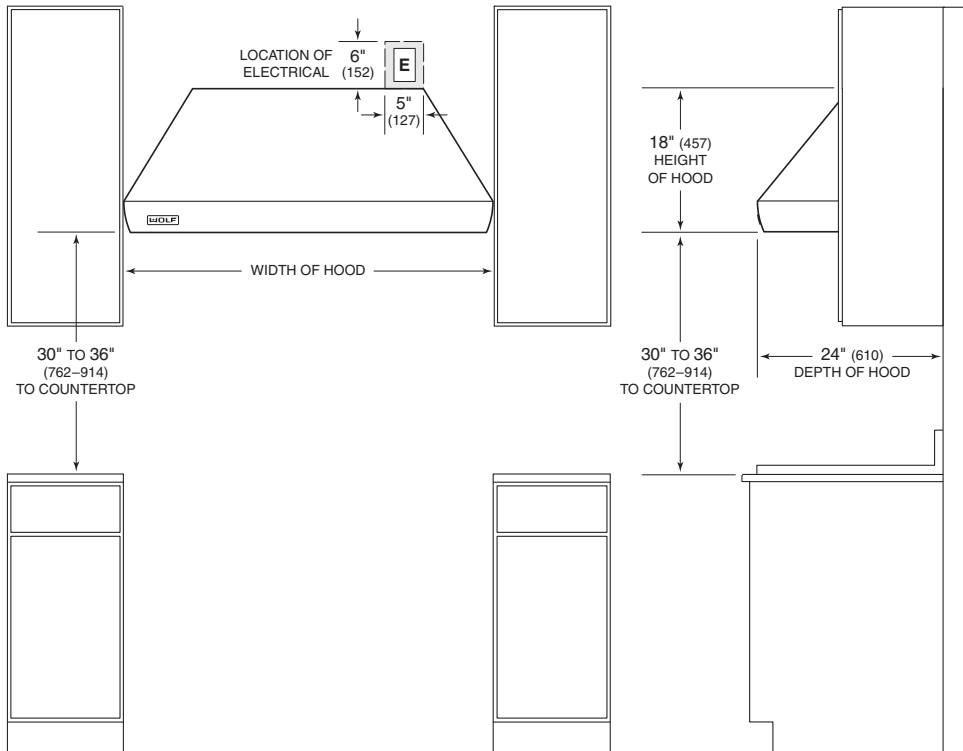 LOCATION OF
ELECTRICAL
6"
(152)
E
5"
(127)
WOLF
WIDTH OF HOOD
30" TO 36"
(762–914)
TO COUNTERTOP
18" (457)
HEIGHT
OF HOOD
30" TO 36"
(762–914)
TO COUNTERTOP
24" (610)
DEPTH OF HOOD